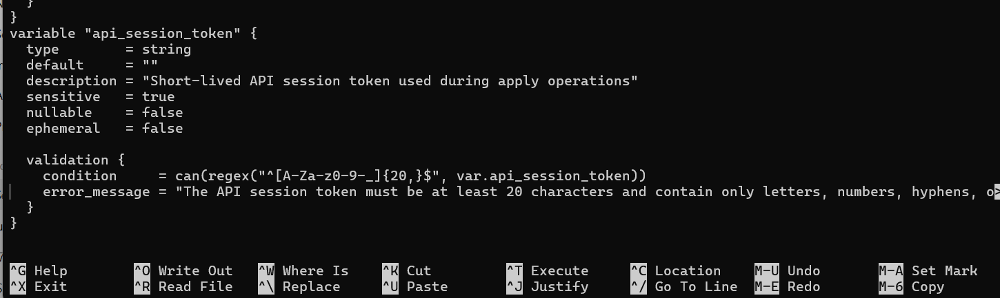 }
}
variable "api_session_token" {
  type        = string
  default     = ""
  description = "Short-lived API session token used during apply operations"
  sensitive   = true
  nullable    = false
  ephemeral   = false

  validation {
    condition     = can(regex("^[A-Za-z0-9-_]{20,}$", var.api_session_token))
    error_message = "The API session token must be at least 20 characters and contain only letters, numbers, hyphens, o>
  }
}

^G Help ^O Write Out ^W Where Is ^K Cut ^T Execute ^C Location M-U Undo M-A Set Mark
^X Exit ^R Read File ^\ Replace ^U Paste ^J Justify ^/ Go To Line M-E Redo M-6 Copy